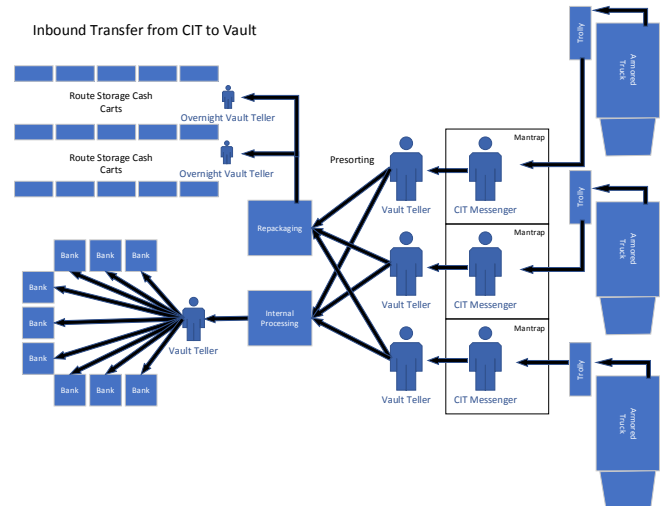 Inbound Transfer from CIT to Vault
Trolly
Armored
Truck
Route Storage Cash
Carts
Overnight Vault Teller
Route Storage Cash
Carts
Overnight Vault Teller
Presorting
Mantrap
Vault Teller
CIT Messenger
Trolly
Armored
Truck
Repackaging
Mantrap
Vault Teller
CIT Messenger
Bank
Bank
Bank
Bank
Bank
Bank
Bank
Bank
Bank
Bank
Vault Teller
Internal
Processing
Mantrap
Vault Teller
CIT Messenger
Trolly
Armored
Truck